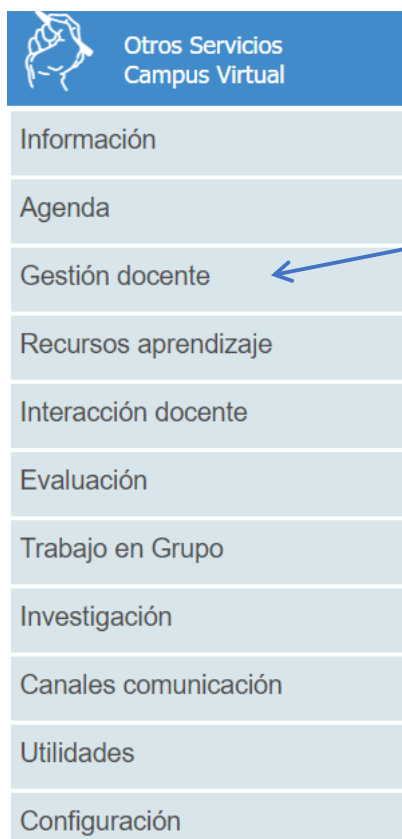 Otros Servicios
Campus Virtual
Información
Agenda
Gestión docente
Recursos aprendizaje
Interacción docente
Evaluación
Trabajo en Grupo
Investigación
Canales comunicación
Utilidades
Configuración